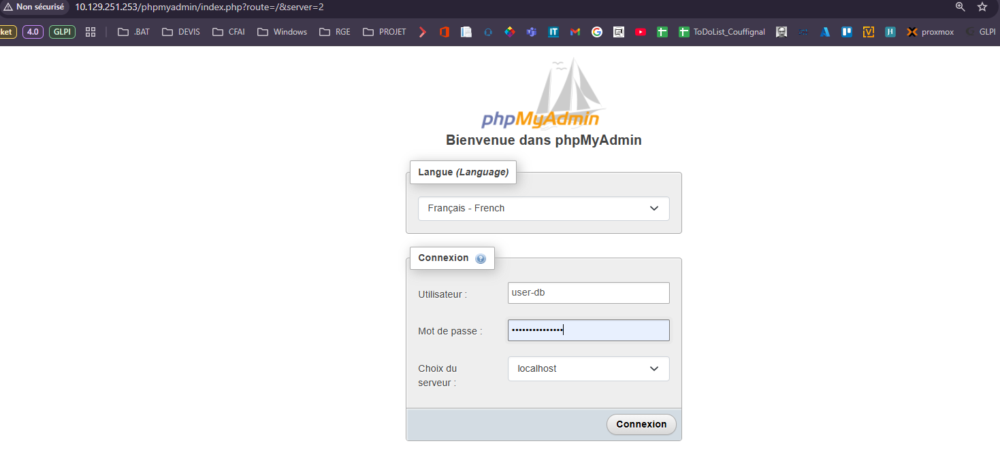 Non sécurisé 10.129.251.253/phpmyadmin/index.php?route=/&server=2
ket 4.0 GLPI .BAT DEVIS CFAI Windows RGE PROJET IT ToDoList_Couffignal proxmox GLPI
phpMyAdmin
Bienvenue dans phpMyAdmin
Langue (Language)
Français - French
Connexion
Utilisateur : user-db
Mot de passe : •••••••••••••••
Choix du
serveur : localhost
Connexion